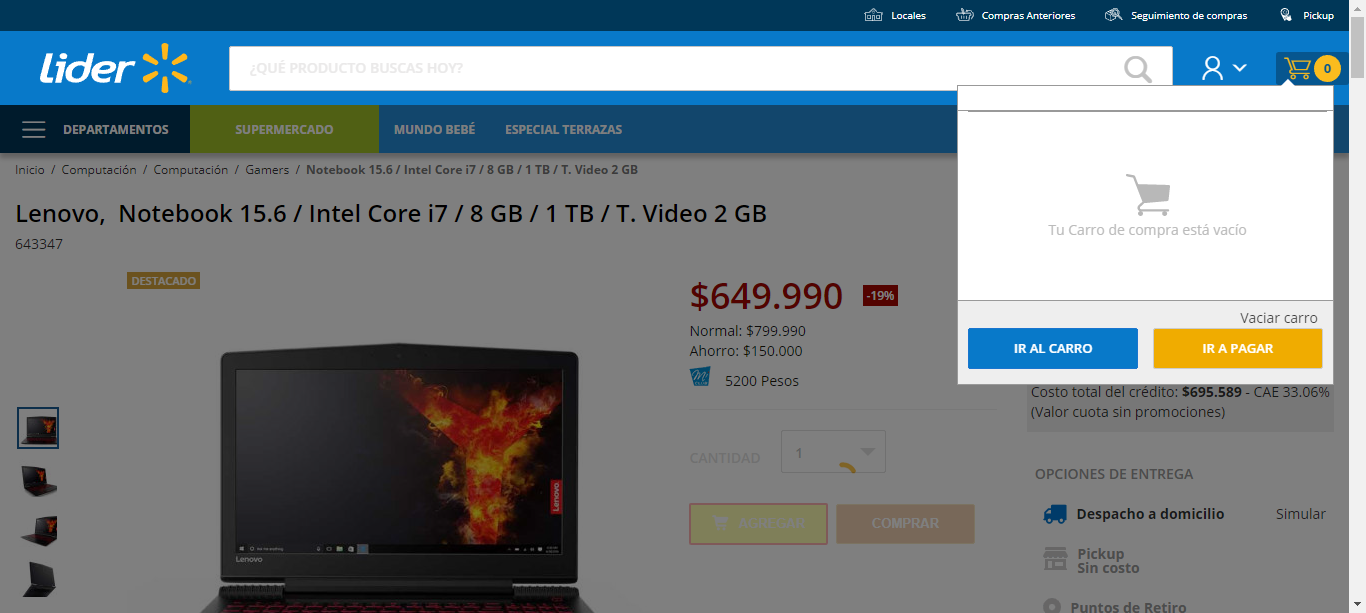 Locales
Compras Anteriores
Seguimiento de compras
Pickup
Lider
¿QUÉ PRODUCTO BUSCAS HOY?
0
DEPARTAMENTOS
SUPERMERCADO
MUNDO BEBÉ
ESPECIAL TERRAZAS
Inicio / Computación / Computación / Gamers / Notebook 15.6 / Intel Core i7 / 8 GB / 1 TB / T. Video 2 GB
Lenovo, Notebook 15.6 / Intel Core i7 / 8 GB / 1 TB / T. Video 2 GB
643347
Tu Carro de compra está vacío
Vaciar carro
IR AL CARRO
IR A PAGAR
DESTACADO
Lenovo
Lenovo
$649.990
-19%
Normal: $799.990
Ahorro: $150.000
5200 Pesos
CANTIDAD
1
AGREGAR
COMPRAR
Costo total del crédito: $695.589 - CAE 33.06%
(Valor cuota sin promociones)
OPCIONES DE ENTREGA
Despacho a domicilio
Simular
Pickup
Sin costo
Puntos de Retiro